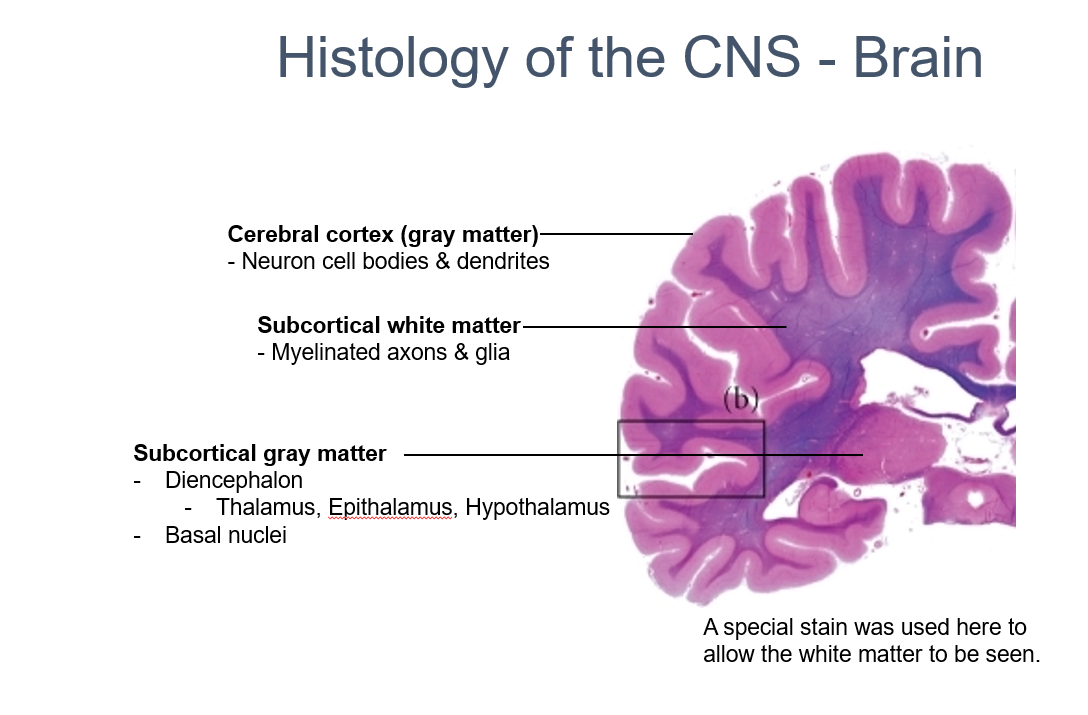 Histology of the CNS - Brain
Cerebral cortex (gray matter)
- Neuron cell bodies & dendrites
Subcortical white matter
- Myelinated axons & glia
(b)
Subcortical gray matter
- Diencephalon
- Thalamus, Epithalamus, Hypothalamus
- Basal nuclei
A special stain was used here to
allow the white matter to be seen.